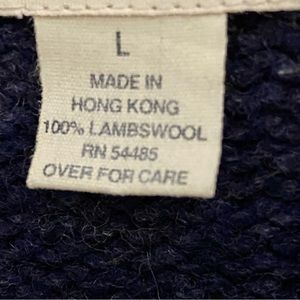 L
MADE IN
HONG KONG
100% LAMBSWOOL
RN 54485
OVER FOR CARE